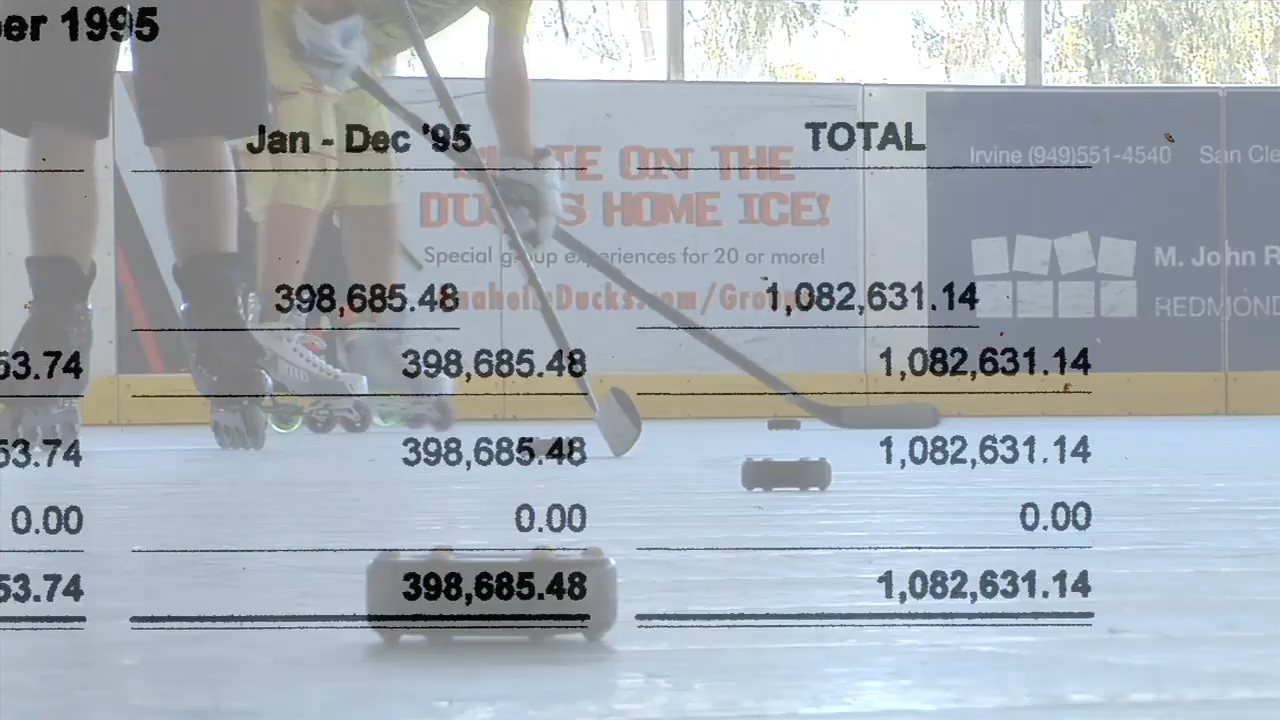 er 1995
Jan - Dec '95 TOTAL
Irvine (949)551-4540 San Cle
ON THE
HOME ICE!
Special group experiences for 20 or more!
M. John R
REDMOND
398,685.48 1,082,631.14
53.74 398,685.48 1,082,631.14
53.74 398,685.48 1,082,631.14
0.00 0.00 0.00
53.74 398,685.48 1,082,631.14